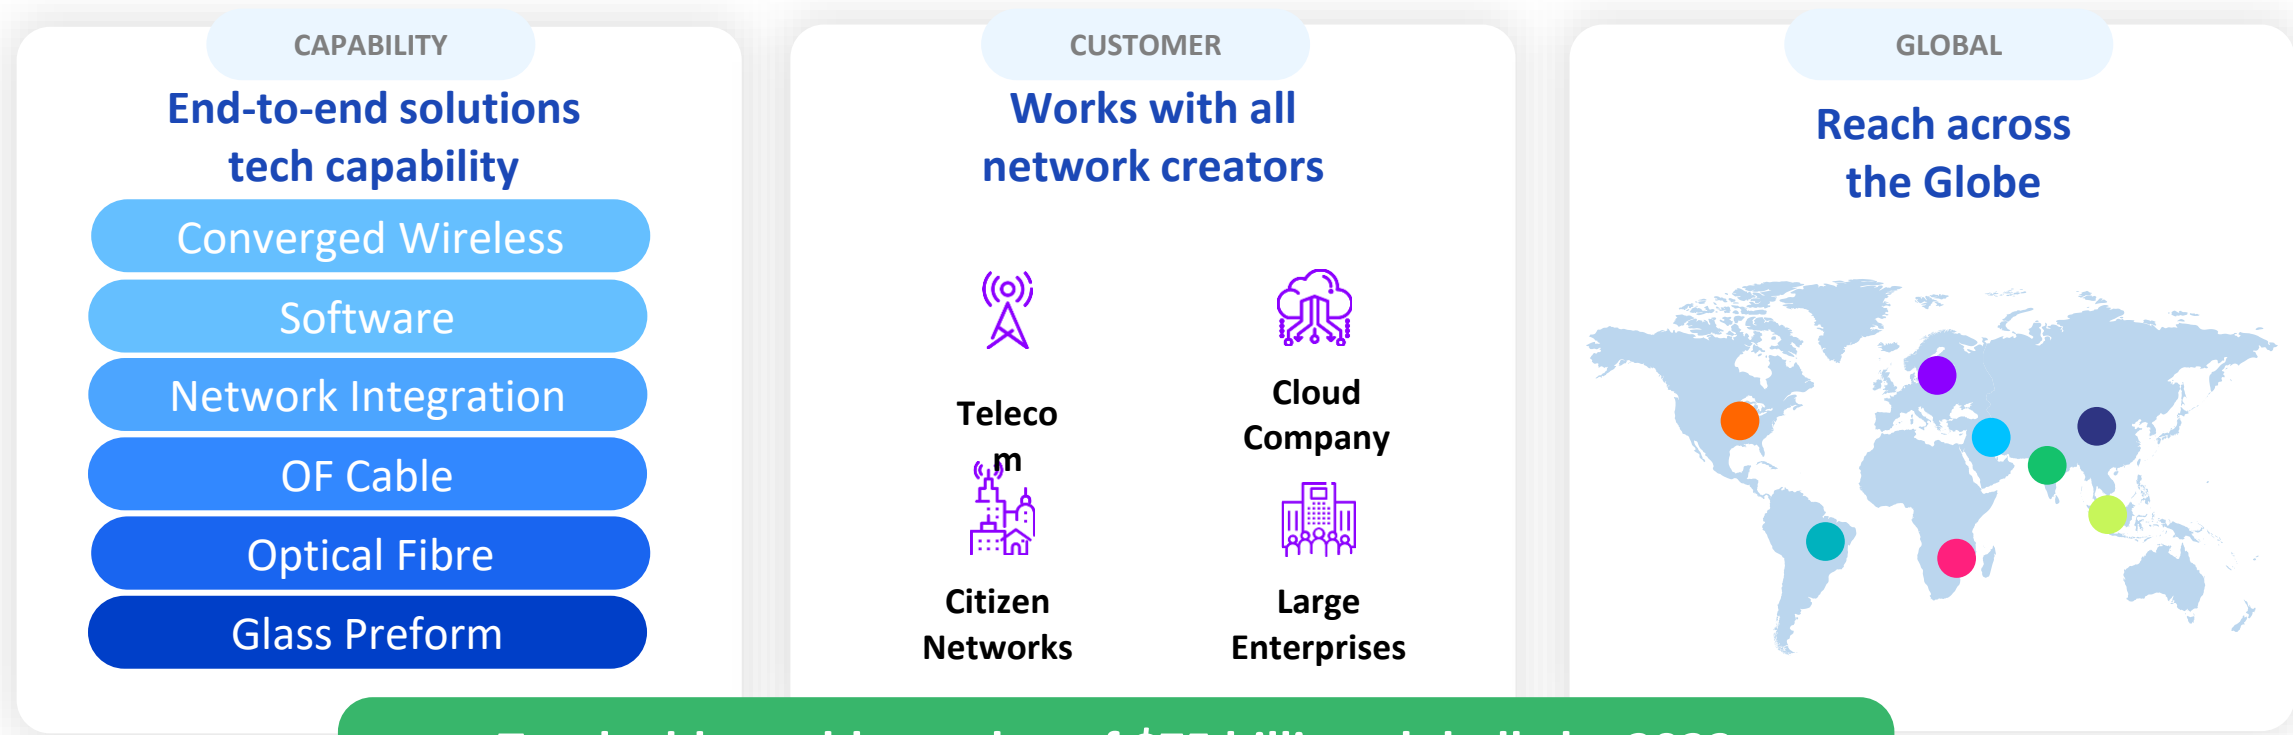 CAPABILITY
End-to-end solutions
tech capability
Converged Wireless
Software
Network Integration
OF Cable
Optical Fibre
Glass Preform
CUSTOMER
Works with all
network creators
Teleco
m
Cloud
Company
Citizen
Networks
Large
Enterprises
GLOBAL
Reach across
the Globe